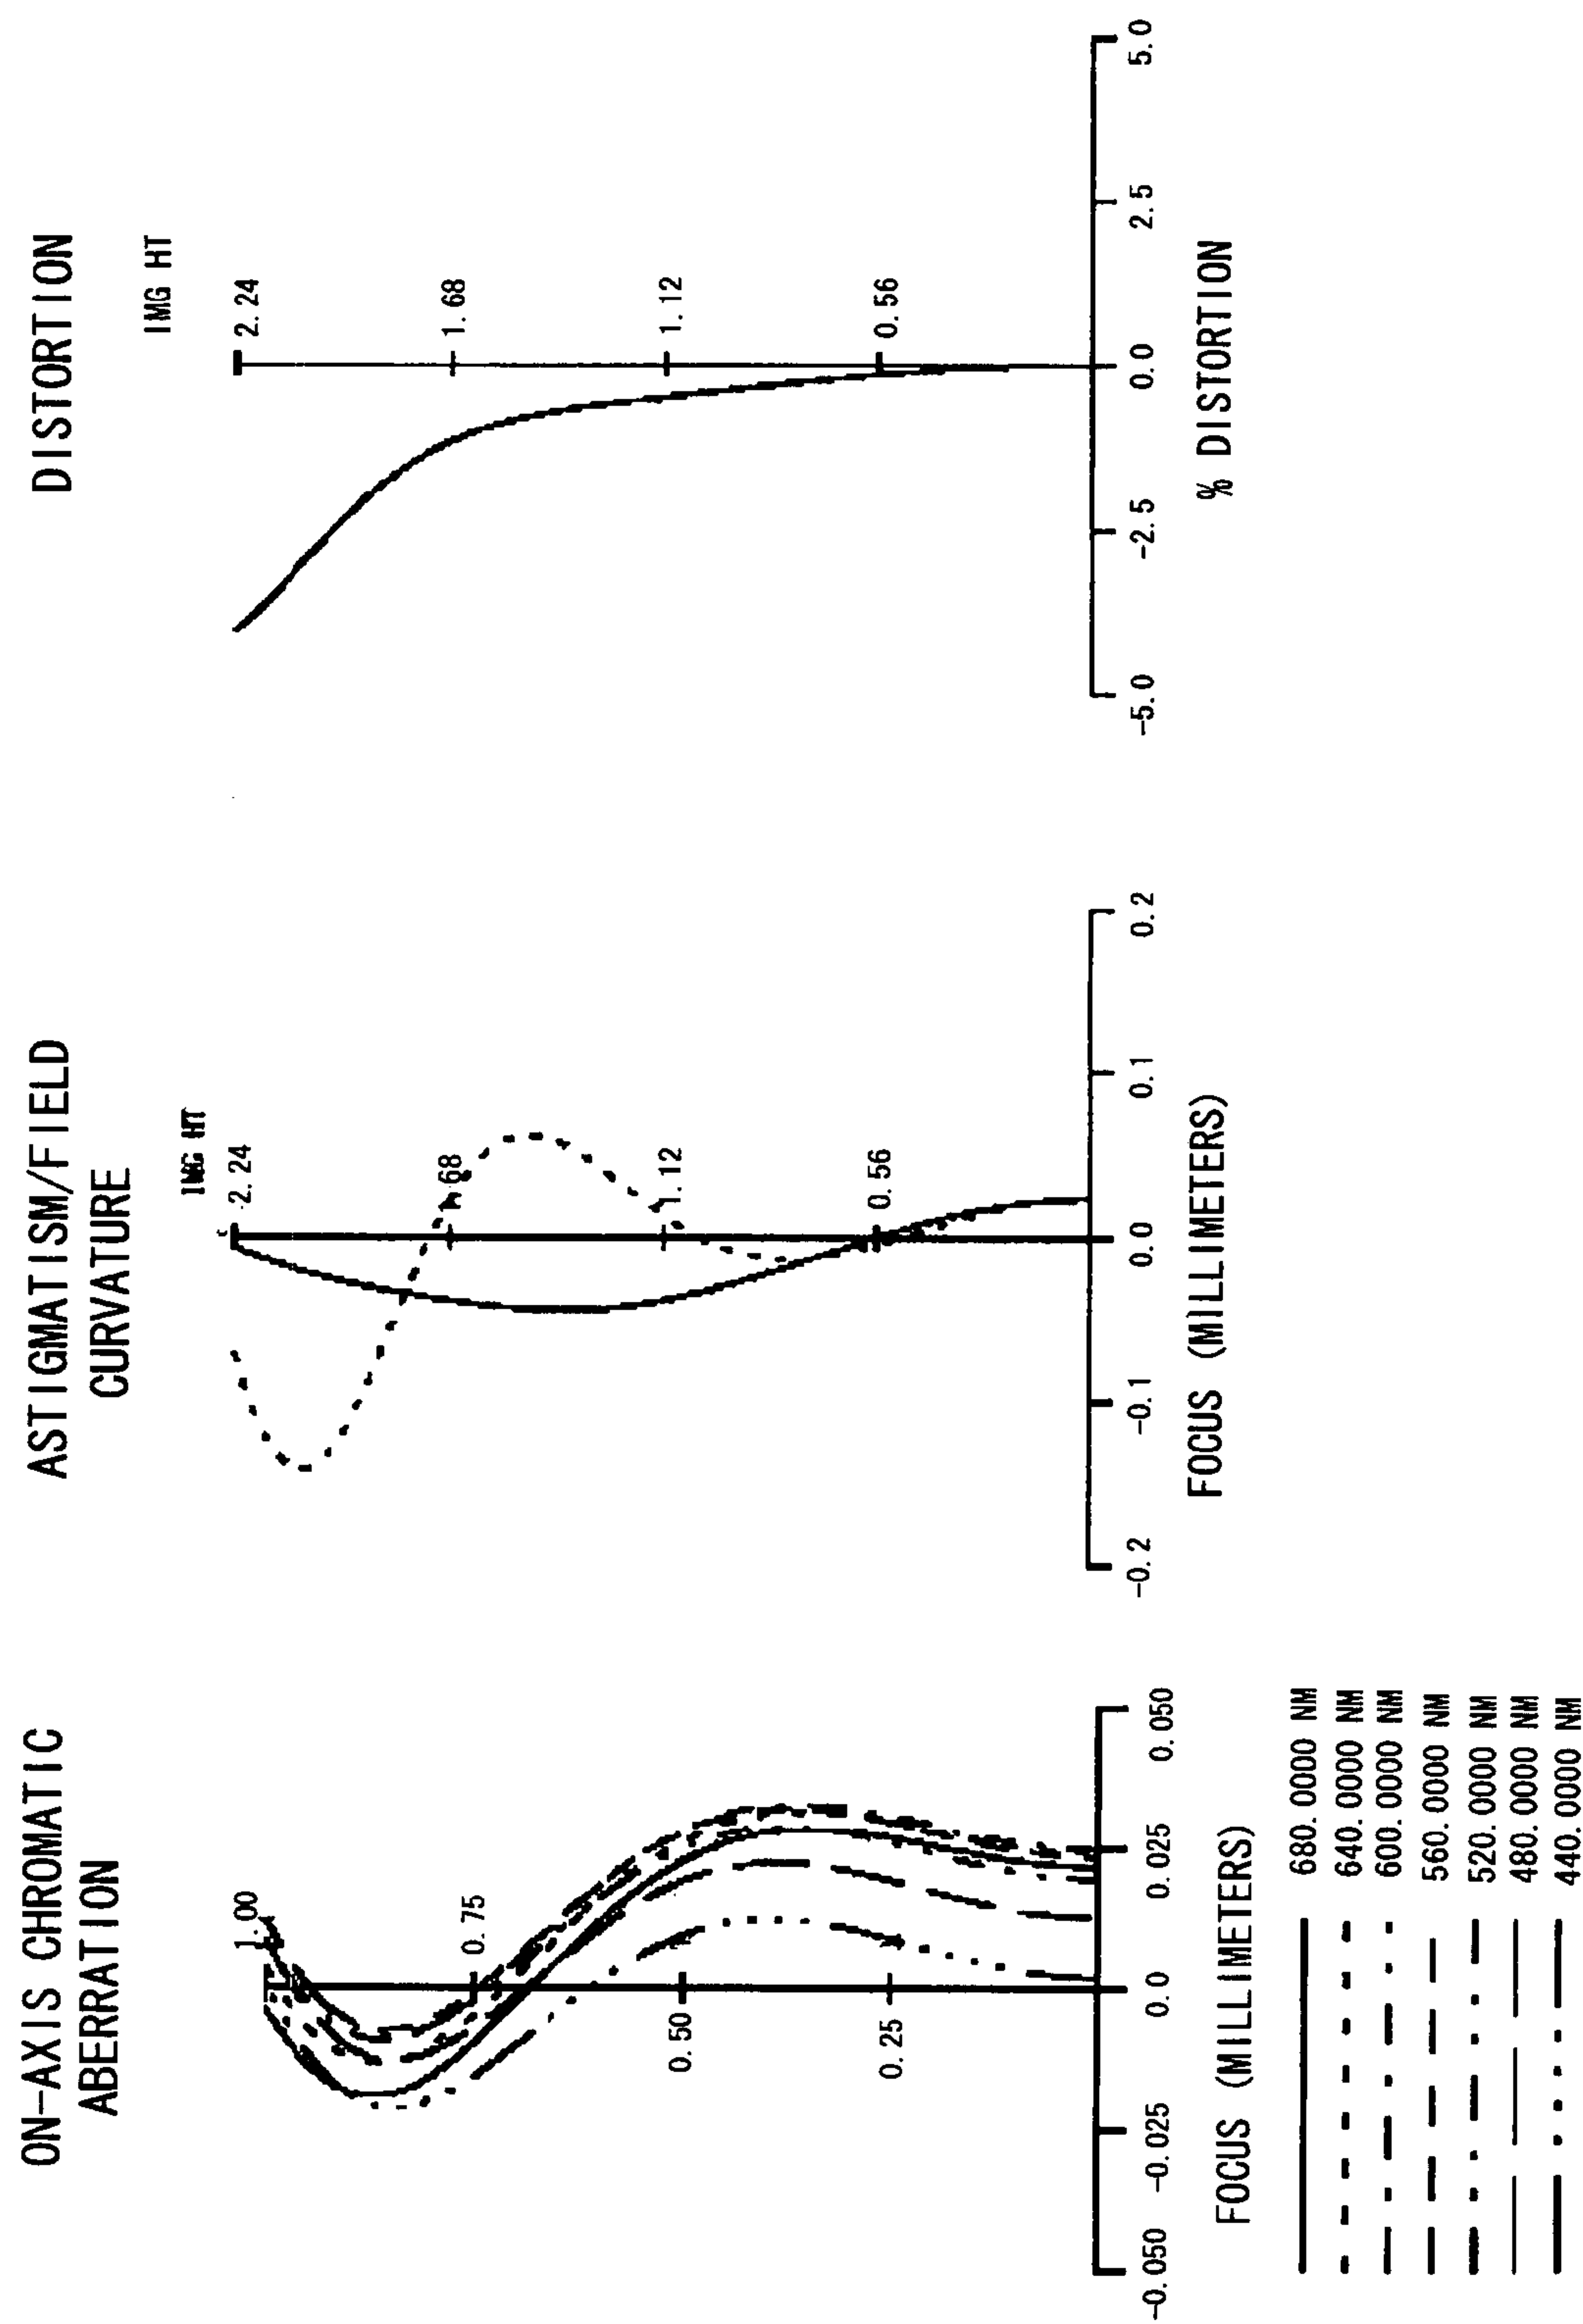 ON-AXIS CHROMATIC
ABERRATION
1.00
0.75
0.50
0.25
-0.050
-0.025
0.0
0.025
0.050
FOCUS (MILLIMETERS)
680.0000 NM
640.0000 NM
600.0000 NM
560.0000 NM
520.0000 NM
480.0000 NM
440.0000 NM
ASTIGMATISM/FIELD
CURVATURE
IMG HT
2.24
1.68
1.12
0.56
-0.2
-0.1
0.0
0.1
0.2
FOCUS (MILLIMETERS)
DISTORTION
IMG HT
2.24
1.68
1.12
0.56
-5.0
-2.5
0.0
2.5
5.0
% DISTORTION